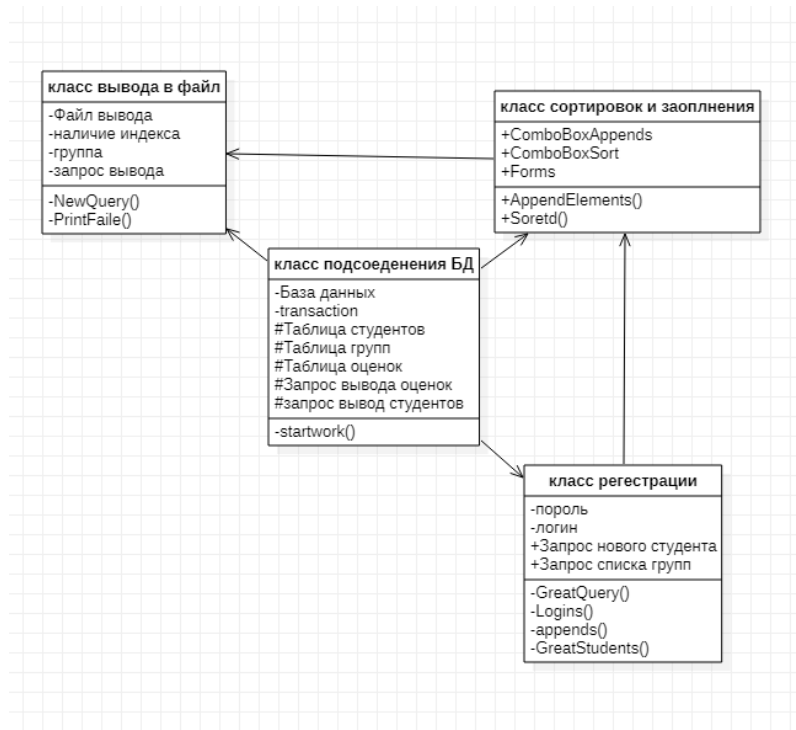 класс вывода в файл
-Файл вывода
-наличие индекса
-группа
-запрос вывода
-NewQuery()
-PrintFaile()
класс сортировок и заоплнения
+ComboBoxAppends
+ComboBoxSort
+Forms
+AppendElements()
+Soretd()
класс подсоеденения БД
-База данных
-transaction
#Таблица студентов
#Таблица групп
#Таблица оценок
#Запрос вывода оценок
#запрос вывод студентов
-startwork()
класс регестрации
-пороль
-логин
+Запрос нового студента
+Запрос списка групп
-GreatQuery()
-Logins()
-appends()
-GreatStudents()